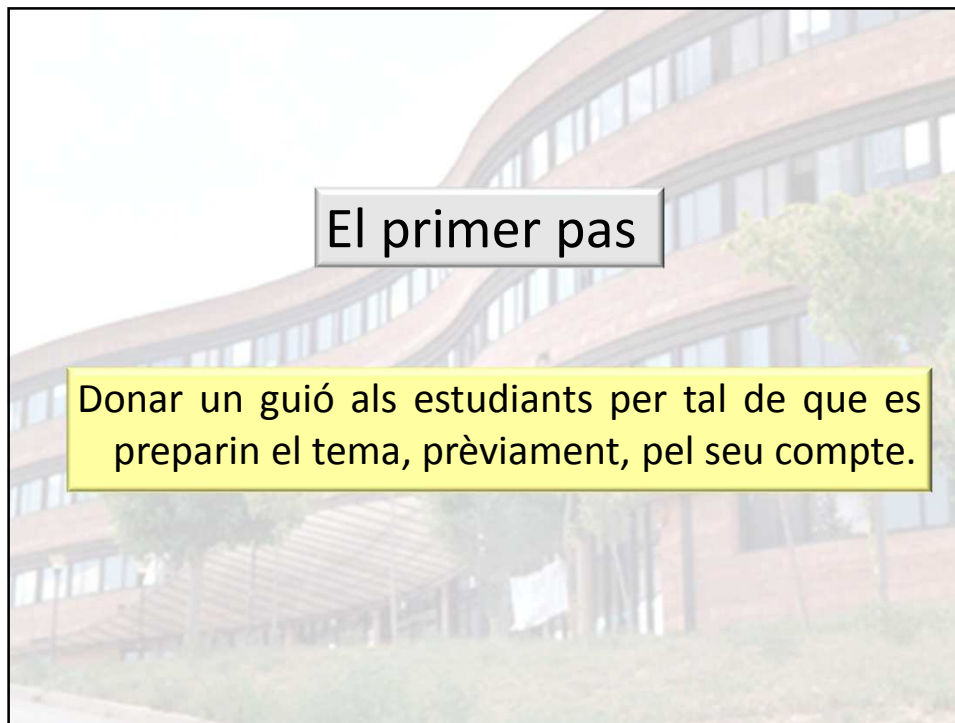 El primer pas
Donar un guió als estudiants per tal de que es
preparin el tema, prèviament, pel seu compte.